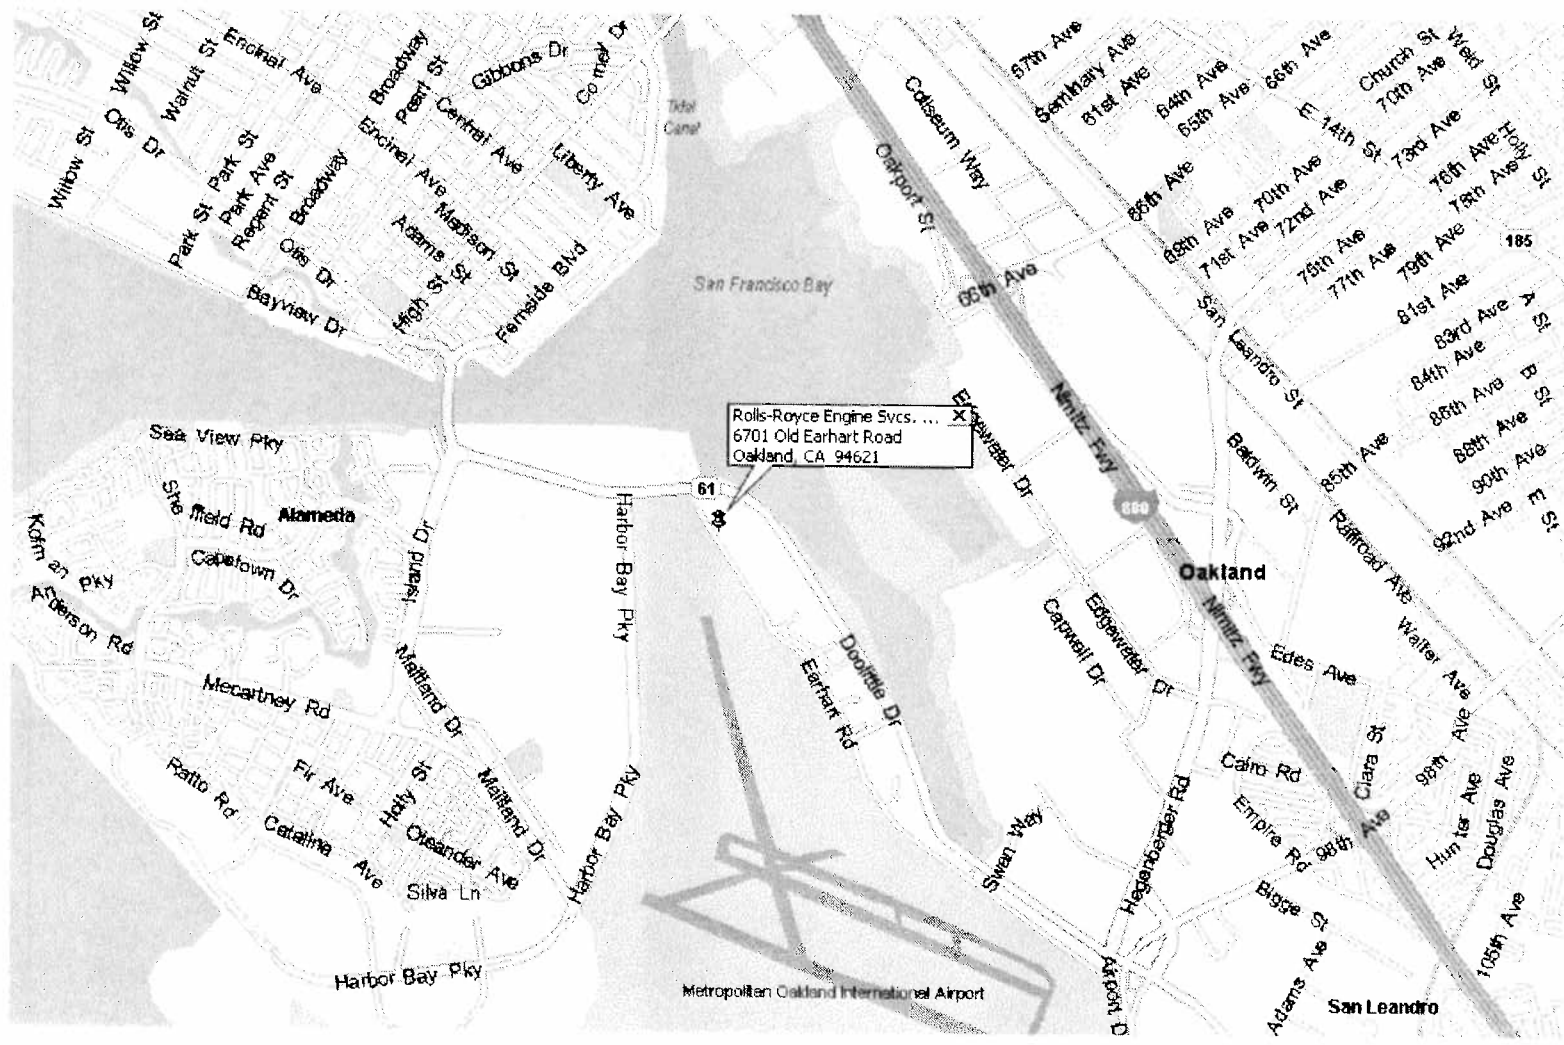 Willow St
Walnut St
Encinal Ave
Broadway
Pearl St
Gibbons Dr
Otis Dr
Willow St
Central Ave
Encinal Ave
Liberty Ave
Park St
Park St
Park Ave
Regent St
Broadway
Otis Dr
Bayview Dr
Madison St
Adams St
High St
Fernside Blvd
Tidal
Canal
San Francisco Bay
Coliseum Way
Oakport St
66th Ave
67th Ave
Seminary Ave
81st Ave
64th Ave
65th Ave
66th Ave
Church St
70th Ave
Weld St
E 14th St
73rd Ave
76th Ave
Holly St
78th Ave
66th Ave
69th Ave
70th Ave
71st Ave
72nd Ave
75th Ave
77th Ave
79th Ave
185
81st Ave
83rd Ave
A St
84th Ave
85th Ave
B St
88th Ave
90th Ave
92nd Ave
E St
San Leandro St
Nimitz Fwy
Edgewater Dr
Baldwin St
85th Ave
Railroad Ave
Rolls-Royce Engine Svcs. ... X
6701 Old Earhart Road
Oakland, CA 94621
61
880
Oakland
Sea View Pky
Sheffield Rd
Alameda
Kofman Pky
Capetown Dr
Anderson Rd
Island Dr
Harbor Bay Pky
Mecartney Rd
Maitland Dr
Doolittle Dr
Earhart Rd
Capwell Dr
Edgewater Dr
Nimitz Fwy
Edes Ave
Walter Ave
Ratto Rd
Fir Ave
Holly St
Maitland Dr
Catalina Ave
Oleander Ave
Silva Ln
Harbor Bay Pky
Harbor Bay Pky
Swan Way
Hegenberger Rd
Cairo Rd
Empire Rd
98th Ave
Clara St
98th Ave
Hunter Ave
Douglas Ave
Bigge St
105th Ave
Adams Ave
Airport D
Metropolitan Oakland International Airport
San Leandro